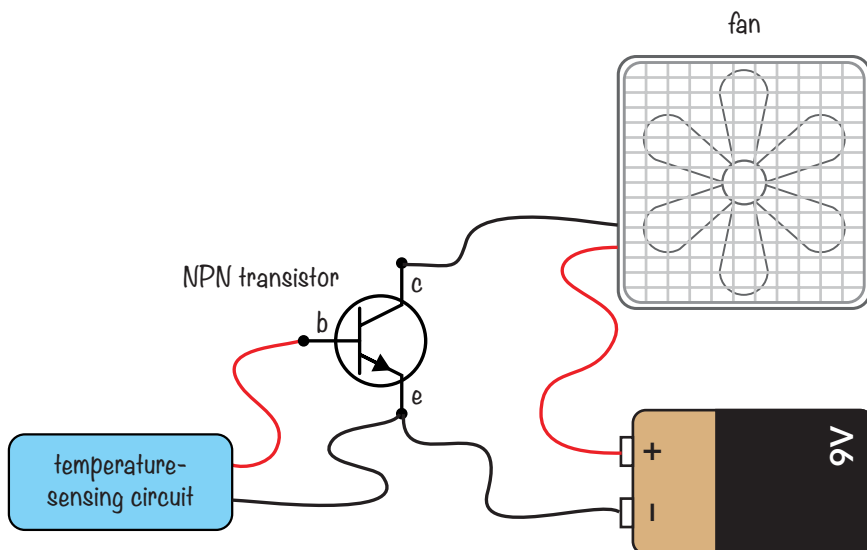 fan
NPN transistor
c
b
e
temperature-
sensing circuit
+
−
9V